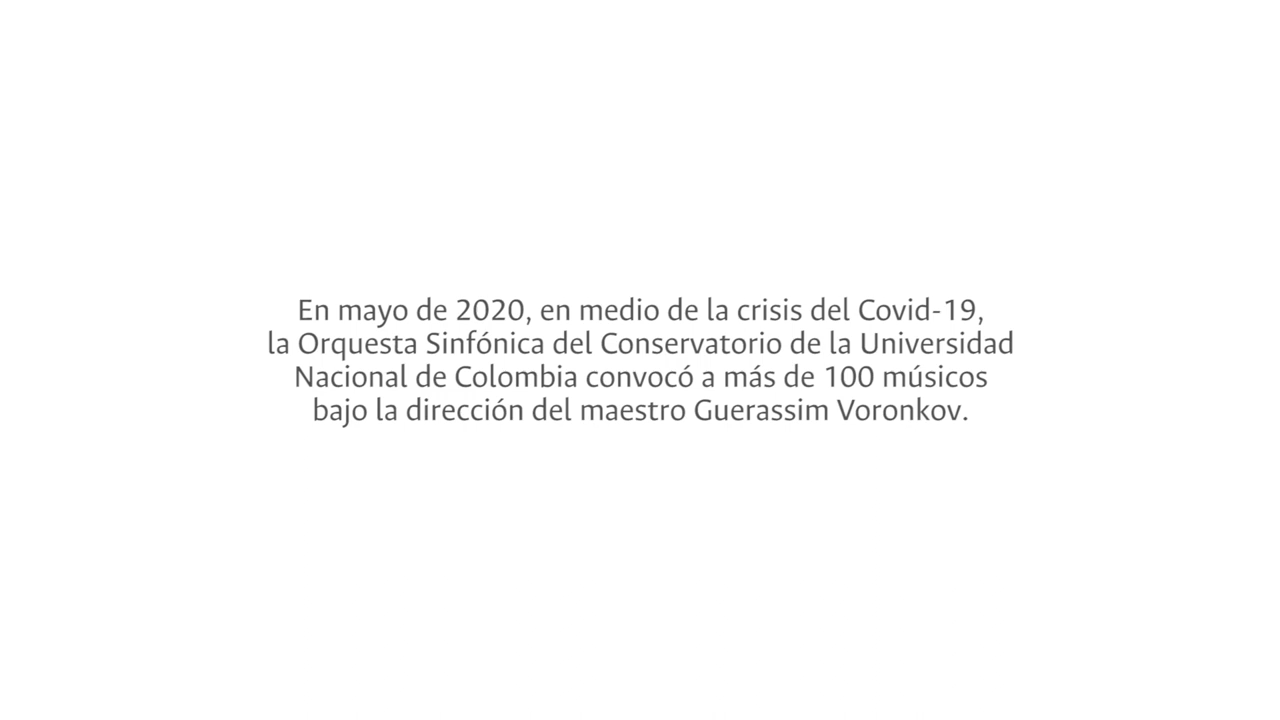 En mayo de 2020, en medio de la crisis del Covid-19,
la Orquesta Sinfónica del Conservatorio de la Universidad
Nacional de Colombia convocó a más de 100 músicos
bajo la dirección del maestro Guerassim Voronkov.